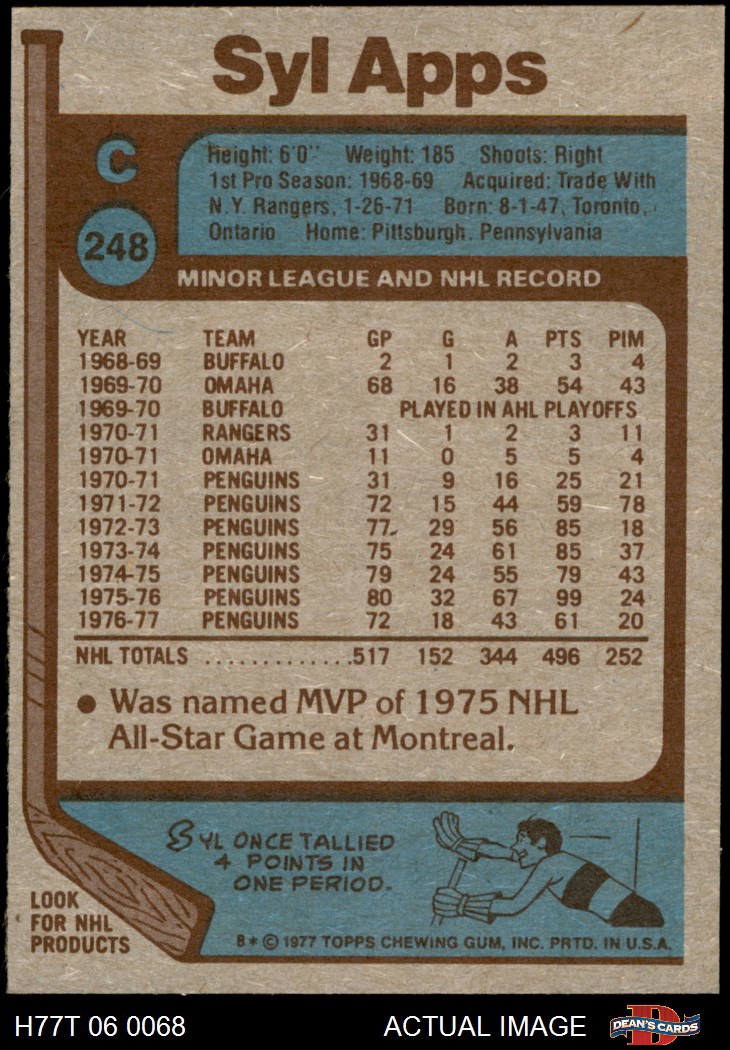 Syl Apps
C
248
Height: 6'0" Weight: 185 Shoots: Right
1st Pro Season: 1968-69 Acquired: Trade With
N.Y. Rangers, 1-26-71 Born: 8-1-47, Toronto,
Ontario Home: Pittsburgh, Pennsylvania
MINOR LEAGUE AND NHL RECORD
YEAR TEAM GP G A PTS PIM
1968-69 BUFFALO 2 1 2 3 4
1969-70 OMAHA 68 16 38 54 43
1969-70 BUFFALO PLAYED IN AHL PLAYOFFS
1970-71 RANGERS 31 1 2 3 11
1970-71 OMAHA 11 0 5 5 4
1970-71 PENGUINS 31 9 16 25 21
1971-72 PENGUINS 72 15 44 59 78
1972-73 PENGUINS 77 29 56 85 18
1973-74 PENGUINS 75 24 61 85 37
1974-75 PENGUINS 79 24 55 79 43
1975-76 PENGUINS 80 32 67 99 24
1976-77 PENGUINS 72 18 43 61 20
NHL TOTALS .............517 152 344 496 252
● Was named MVP of 1975 NHL
All-Star Game at Montreal.
SYL ONCE TALLIED
4 POINTS IN
ONE PERIOD.
LOOK
FOR NHL
PRODUCTS
B* © 1977 TOPPS CHEWING GUM, INC. PRTD. IN U.S.A.
H77T 06 0068 ACTUAL IMAGE DEAN'S CARDS